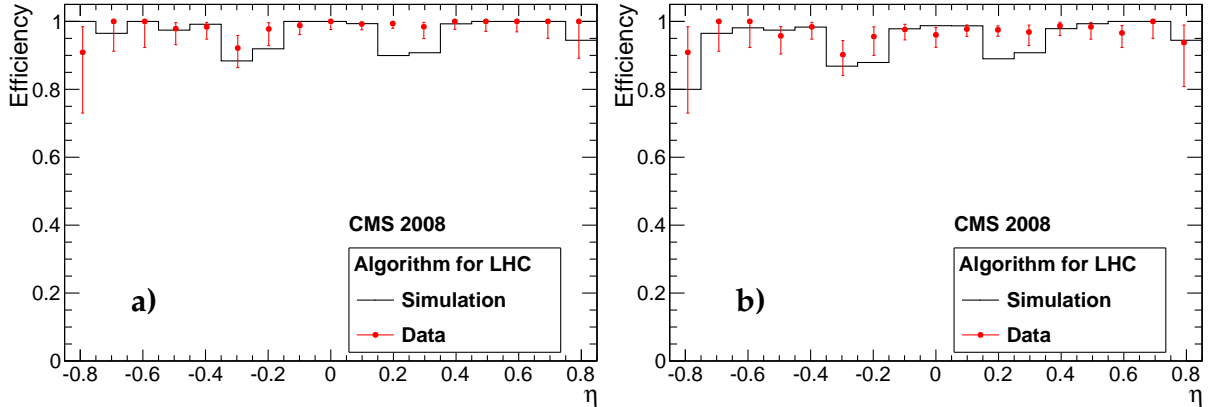 Efficiency
1
0.8
0.6
0.4
0.2
0
CMS 2008
Algorithm for LHC
Simulation
Data
a)
-0.8 -0.6 -0.4 -0.2 0 0.2 0.4 0.6 0.8
η
Efficiency
1
0.8
0.6
0.4
0.2
0
CMS 2008
Algorithm for LHC
Simulation
Data
b)
-0.8 -0.6 -0.4 -0.2 0 0.2 0.4 0.6 0.8
η